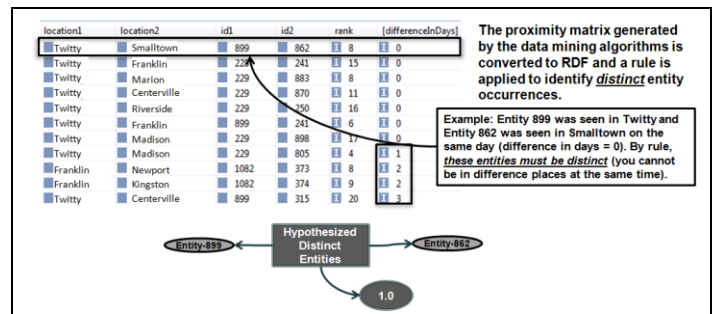 location1 location2 id1 id2 rank [differenceInDays]
Twitty Smalltown 899 862 8 0
Twitty Franklin 229 241 15 0
Twitty Marion 229 883 8 0
Twitty Centerville 229 870 11 0
Twitty Riverside 229 250 16 0
Twitty Franklin 899 241 6 0
Twitty Madison 229 898 17 0
Twitty Madison 229 805 4 1
Franklin Newport 1082 373 8 2
Franklin Kingston 1082 374 9 2
Twitty Centerville 899 315 20 3
The proximity matrix generated
by the data mining algorithms is
converted to RDF and a rule is
applied to identify distinct entity
occurrences.
Example: Entity 899 was seen in Twitty and
Entity 862 was seen in Smalltown on the
same day (difference in days = 0). By rule,
these entities must be distinct (you cannot
be in difference places at the same time).
Hypothesized
Distinct
Entities
Entity-899
Entity-862
1.0